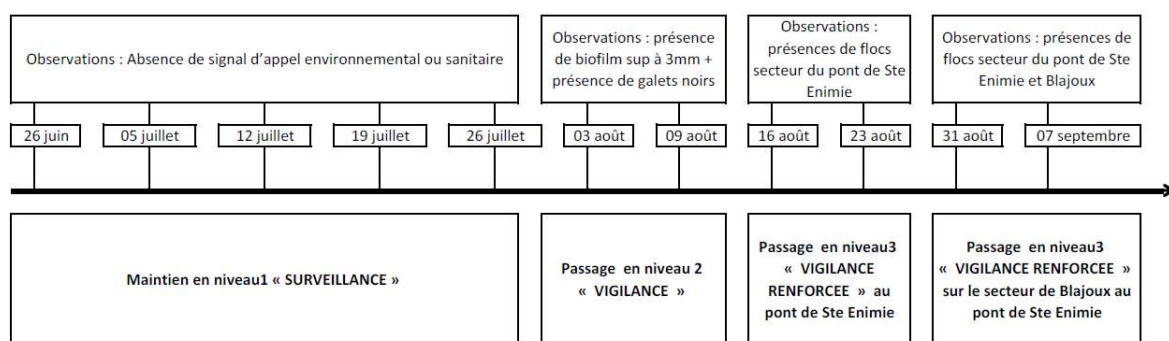 Observations : Absence de signal d'appel environnemental ou sanitaire
Observations : présence
de biofilm sup à 3mm +
présence de galets noirs
Observations :
présences de flocs
secteur du pont de Ste
Enimie
Observations : présences de
flocs secteur du pont de Ste
Enimie et Blajoux
26 juin
05 juillet
12 juillet
19 juillet
26 juillet
03 août
09 août
16 août
23 août
31 août
07 septembre
Maintien en niveau1 « SURVEILLANCE »
Passage en niveau 2
« VIGILANCE »
Passage en niveau3
« VIGILANCE
RENFORCEE » au
pont de Ste Enimie
Passage en niveau3
« VIGILANCE RENFORCEE »
sur le secteur de Blajoux au
pont de Ste Enimie